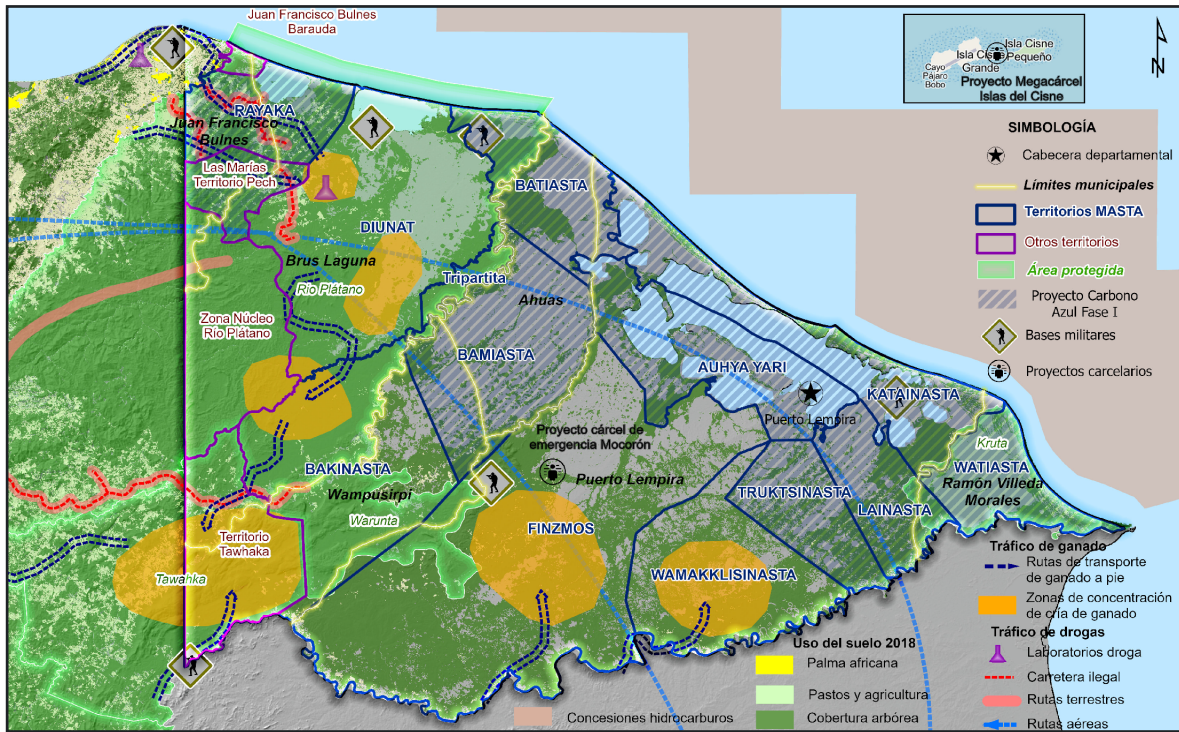 Juan Francisco Bulnes
Barauda
RAYAKA
Juan Francisco
Bulnes
Las Marías
Territorio Pech
BATIASTA
DIUNAT
Brus Laguna
Río Plátano
Tripartita
Ahuas
Zona Núcleo
Río Plátano
BAMIASTA
AUHYA YARI
KATAINASTA
Puerto Lempira
Proyecto cárcel de
emergencia Mocorón
Puerto Lempira
Kruta
BAKINASTA
Wampusirpi
Warunta
WATIASTA
Ramón Villeda
Morales
TRUKTSINASTA
LAINASTA
FINZMOS
Territorio
Tawhaka
Tawahka
WAMAKKLISINASTA
Isla Cisne
Pequeño
Isla Cisne
Grande
Cayo
Pájaro
Bobo
Proyecto Megacárcel
Islas del Cisne
N
SIMBOLOGÍA
Cabecera departamental
Límites municipales
Territorios MASTA
Otros territorios
Área protegida
Proyecto Carbono
Azul Fase I
Bases militares
Proyectos carcelarios
Tráfico de ganado
Rutas de transporte
de ganado a pie
Zonas de concentración
de cría de ganado
Tráfico de drogas
Laboratorios droga
Carretera ilegal
Rutas terrestres
Rutas aéreas
Uso del suelo 2018
Palma africana
Pastos y agricultura
Cobertura arbórea
Concesiones hidrocarburos